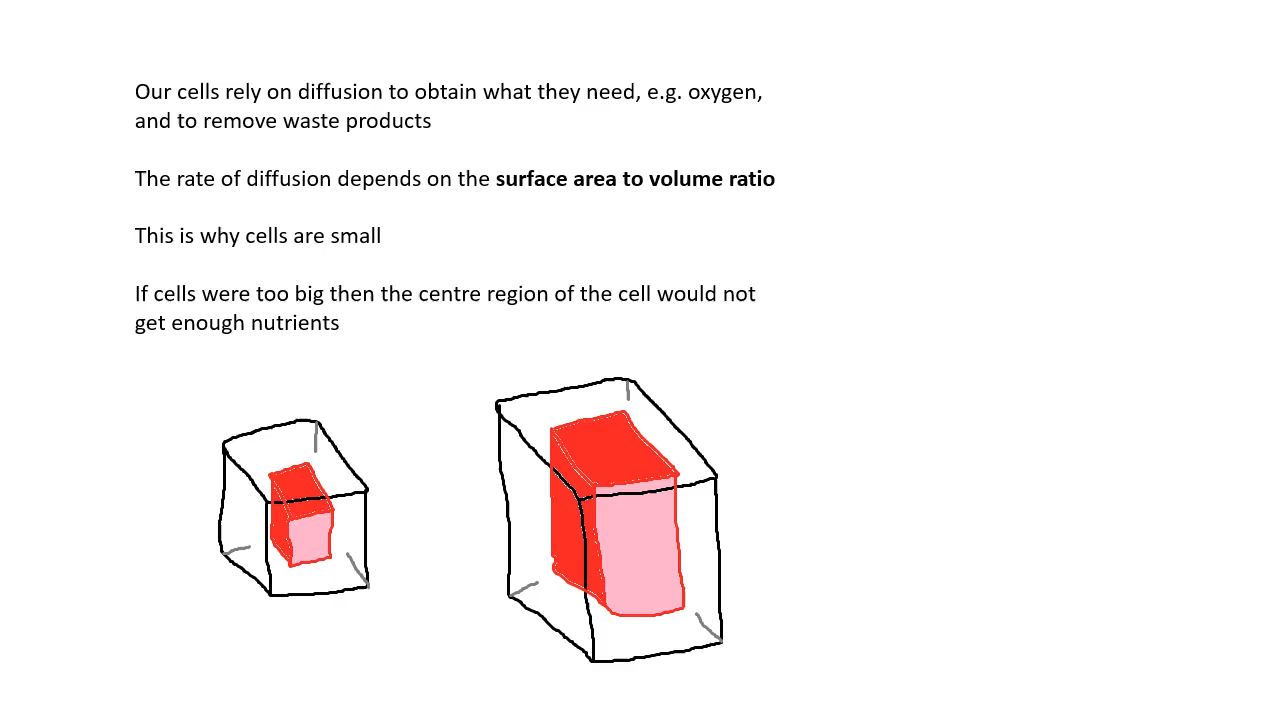 Our cells rely on diffusion to obtain what they need, e.g. oxygen,
and to remove waste products
The rate of diffusion depends on the surface area to volume ratio
This is why cells are small
If cells were too big then the centre region of the cell would not
get enough nutrients